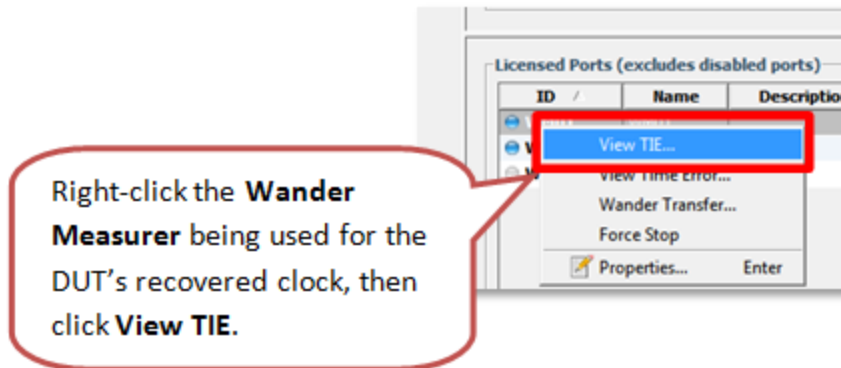 Licensed Ports (excludes disabled ports)
ID Name Descriptio
View TIE...
View Time Error...
Wander Transfer...
Force Stop
Properties... Enter
Right-click the Wander
Measurer being used for the
DUT’s recovered clock, then
click View TIE.